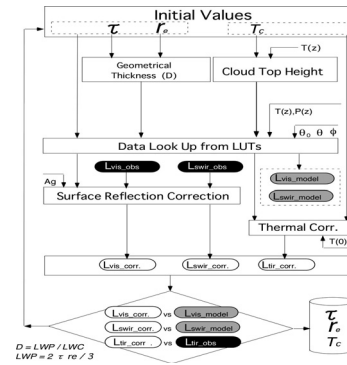 Initial Values
τ re Tc
T(z)
Geometrical
Thickness (D)
Cloud Top Height
T(z),P(z)
θo θ ϕ
Data Look Up from LUTs
Lvis_obs Lswir_obs
Lvis_model
Lswir_model
Ag
Surface Reflection Correction
Thermal Corr.
T(0)
Lvis_corr. Lswir_corr. Ltir_corr.
Lvis_corr. vs Lvis_model
Lswir_corr. vs Lswir_model
Ltir_corr . vs Ltir_obs
τ
re
Tc
D = LWP / LWC
LWP = 2 τ re / 3